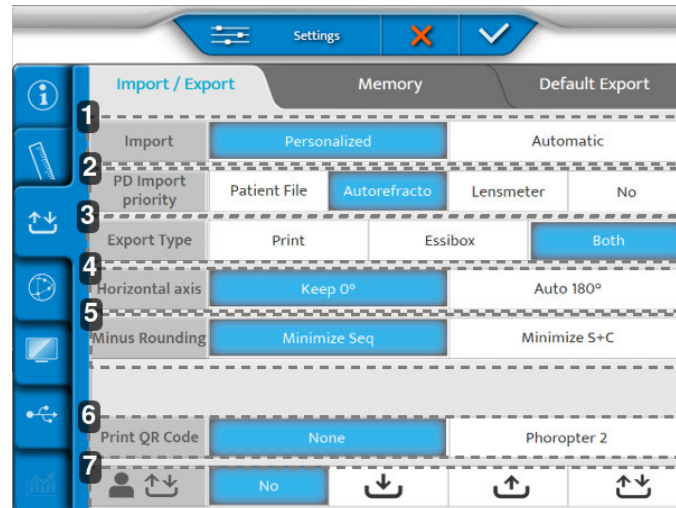 Settings
Import / Export Memory Default Export
1
Import Personalized Automatic
2
PD Import
priority Patient File Autorefracto Lensmeter No
3
Export Type Print Essibox Both
4
Horizontal axis Keep 0° Auto 180°
5
Minus Rounding Minimize Seq Minimize S+C
6
Print QR Code None Phoropter 2
7
No